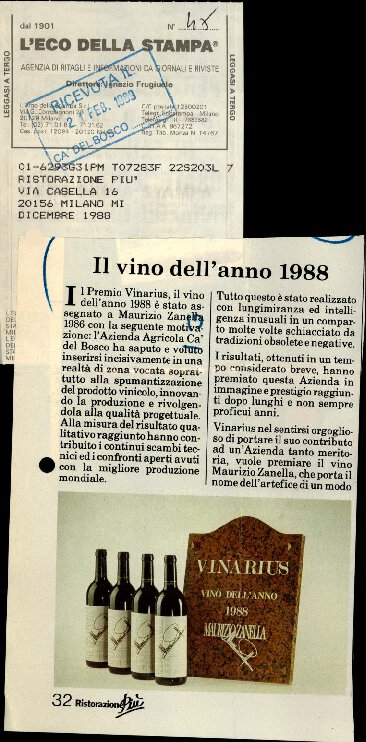 dal 1901
N°
L'ECO DELLA STAMPA®
AGENZIA DI RITAGLI E INFORMAZIONI DA GIORNALI E RIVISTE
Direttore: Ignazio Frugiuele
LEGGASI A TERGO
LEGGASI A TERGO
RICEVUTA IL
FEB. 1989
CA' DEL BOSCO
01-6293G31PM T07283F 22S203L 7
RISTORAZIONE PIU'
VIA CASELLA 16
20156 MILANO MI
DICEMBRE 1988
Il vino dell'anno 1988
Il Premio Vinarius, il vino
dell'anno 1988 è stato as-
segnato a Maurizio Zanella
1986 con la seguente motiva-
zione: l'Azienda Agricola Ca'
del Bosco ha saputo e voluto
inserirsi incisivamente in una
realtà di zona vocata soprat-
tutto alla spumantizzazione
del prodotto vinicolo, innovan-
do la produzione e rivolgen-
dola alla qualità progettuale.
Alla misura del risultato qua-
litativo raggiunto hanno con-
tribuito i continui scambi tec-
nici ed i confronti aperti avuti
con la migliore produzione
mondiale.
Tutto questo è stato realizzato
con lungimiranza ed intelli-
genza inusuali in un compar-
to molte volte schiacciato da
tradizioni obsolete e negative.
I risultati, ottenuti in un tem-
po considerato breve, hanno
premiato questa Azienda in
immagine e prestigio raggiun-
ti dopo lunghi e non sempre
proficui anni.
Vinarius nel sentirsi orgoglio-
so di portare il suo contributo
ad un'Azienda tanto merito-
ria, vuole premiare il vino
Maurizio Zanella, che porta il
nome dell'artefice di un modo
VINARIUS
VINO DELL'ANNO
1988
MAURIZIO ZANELLA
32 Ristorazione Più